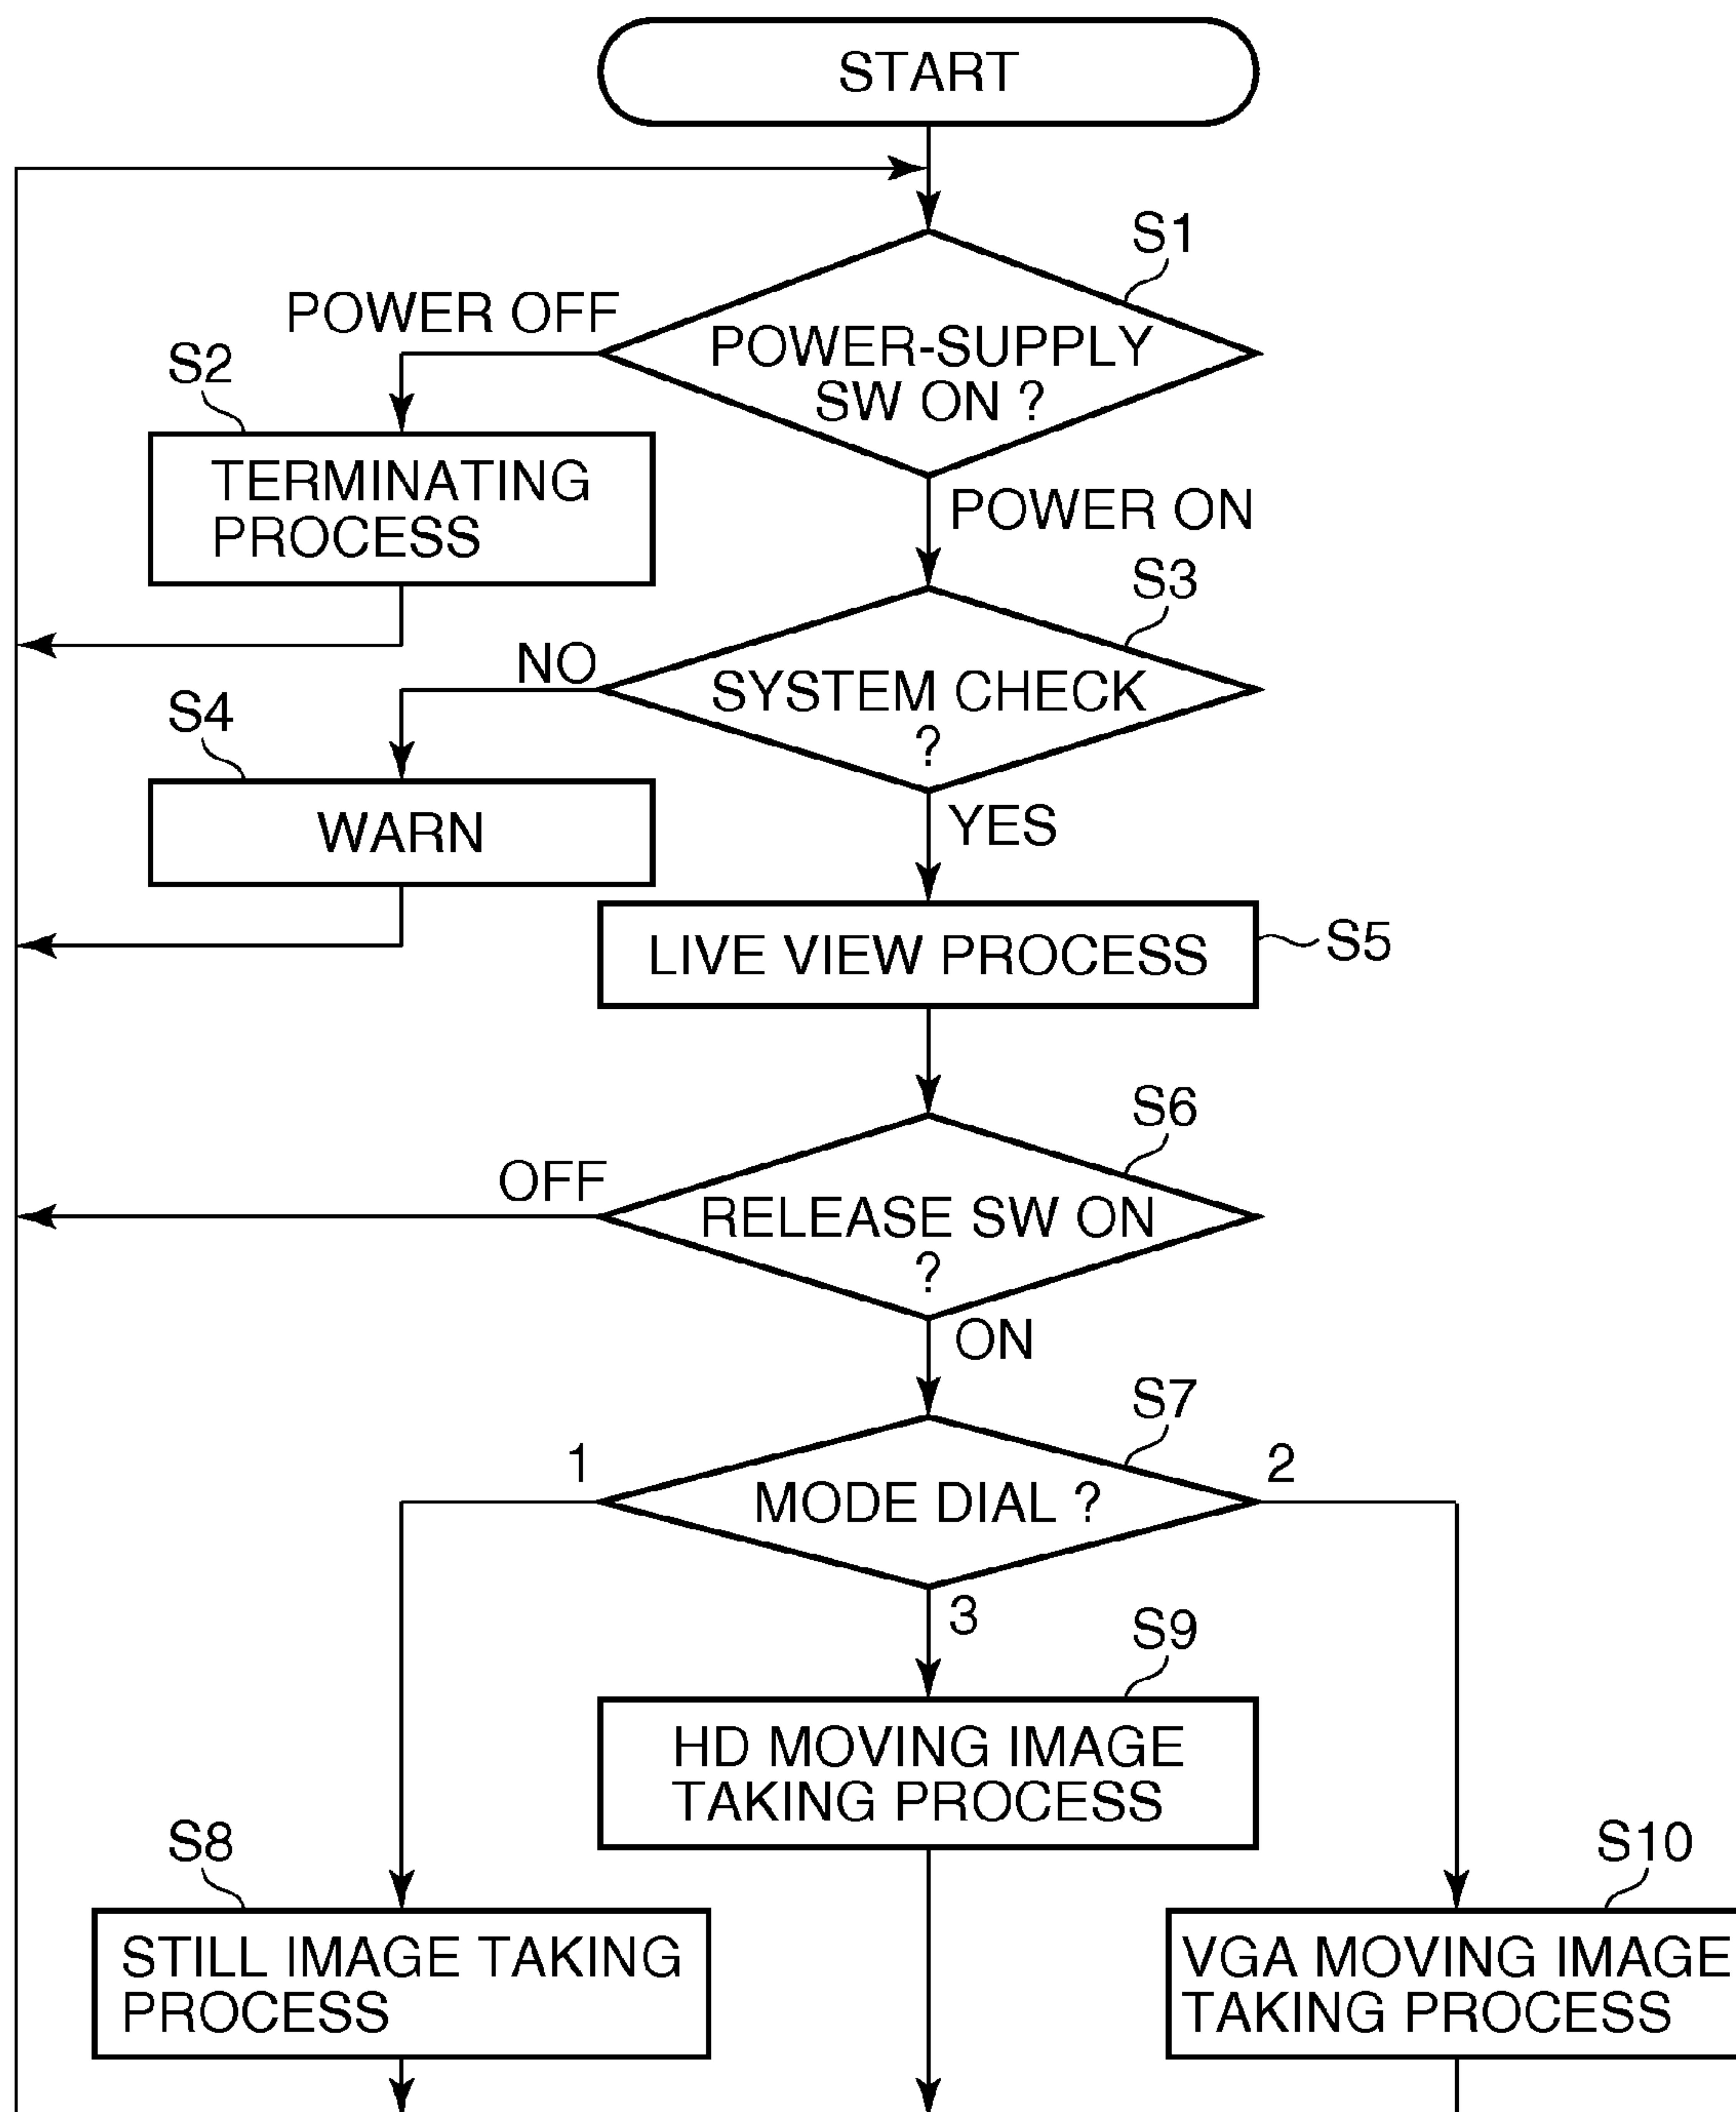 START
S1
POWER OFF
POWER-SUPPLY
SW ON ?
S2
TERMINATING
PROCESS
POWER ON
S3
NO
SYSTEM CHECK
?
S4
WARN
YES
LIVE VIEW PROCESS
S5
S6
OFF
RELEASE SW ON
?
ON
S7
1
MODE DIAL ?
2
3
S9
HD MOVING IMAGE
TAKING PROCESS
S8
STILL IMAGE TAKING
PROCESS
S10
VGA MOVING IMAGE
TAKING PROCESS